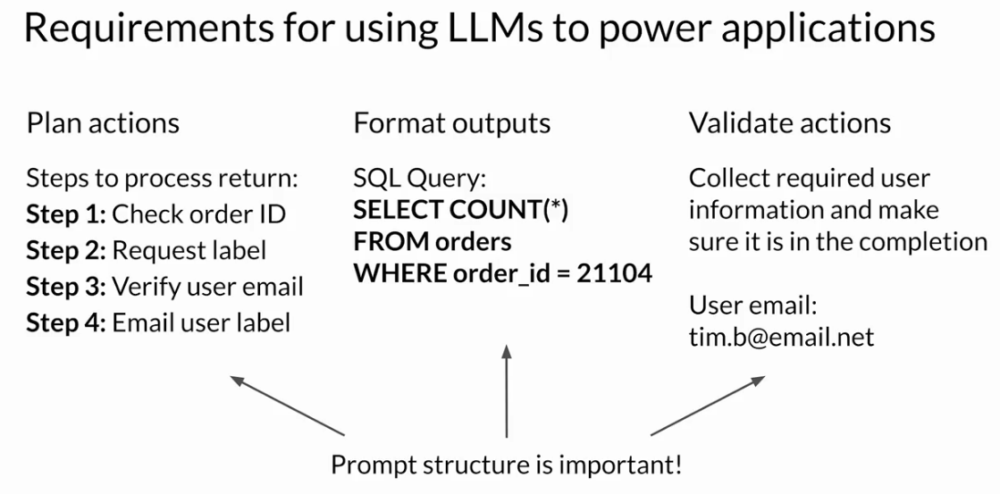 Requirements for using LLMs to power applications
Plan actions
Steps to process return:
Step 1: Check order ID
Step 2: Request label
Step 3: Verify user email
Step 4: Email user label
Format outputs
SQL Query:
SELECT COUNT(*)
FROM orders
WHERE order_id = 21104
Validate actions
Collect required user
information and make
sure it is in the completion
User email:
tim.b@email.net
Prompt structure is important!